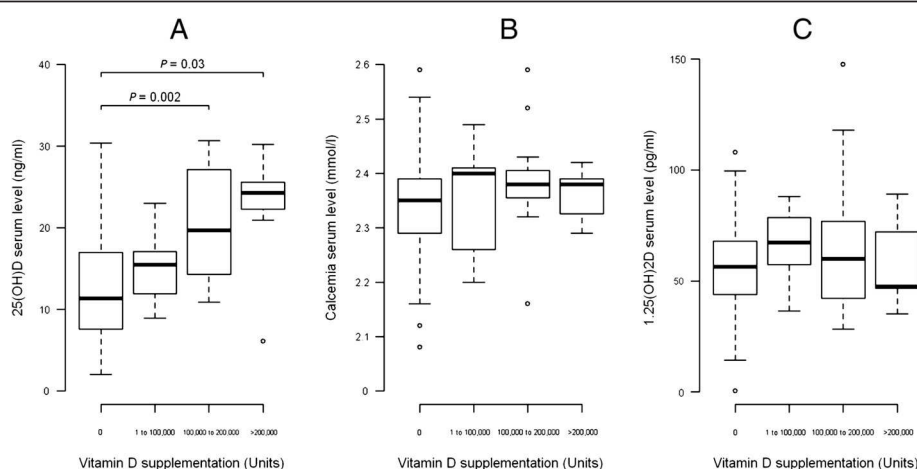 A
B
C
25(OH)D serum level (ng/ml)
40
30
20
10
0
P = 0.03
P = 0.002
0
1 to 100,000
100,000 to 200,000
>200,000
Vitamin D supplementation (Units)
Calcemia serum level (mmol/l)
2.6
2.5
2.4
2.3
2.2
2.1
0
0
1 to 100,000
100,000 to 200,000
>200,000
Vitamin D supplementation (Units)
1.25(OH)2D serum level (pg/ml)
150
100
50
0
0
1 to 100,000
100,000 to 200,000
>200,000
Vitamin D supplementation (Units)